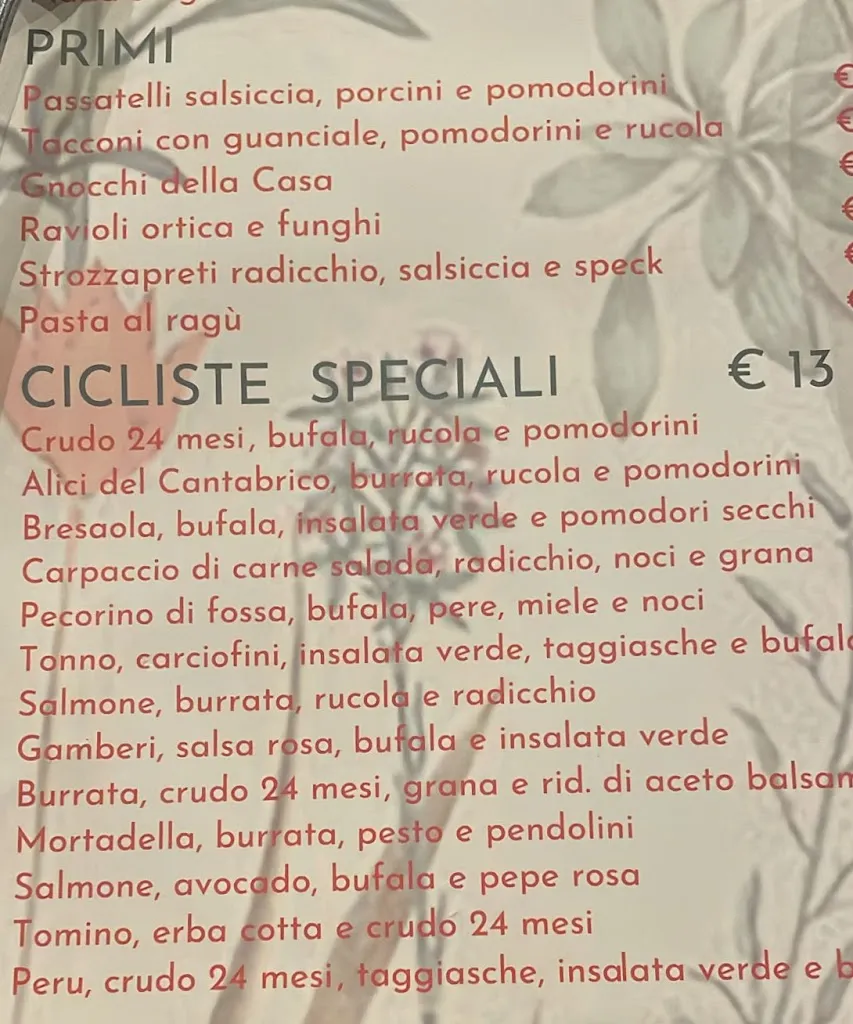 PRIMI
Passatelli salsiccia, porcini e pomodorini €
Tacconi con guanciale, pomodorini e rucola €
Gnocchi della Casa €
Ravioli ortica e funghi €
Strozzapreti radicchio, salsiccia e speck €
Pasta al ragù €
CICLISTE SPECIALI € 13
Crudo 24 mesi, bufala, rucola e pomodorini
Alici del Cantabrico, burrata, rucola e pomodorini
Bresaola, bufala, insalata verde e pomodori secchi
Carpaccio di carne salada, radicchio, noci e grana
Pecorino di fossa, bufala, pere, miele e noci
Tonno, carciofini, insalata verde, taggiasche e bufal
Salmone, burrata, rucola e radicchio
Gamberi, salsa rosa, bufala e insalata verde
Burrata, crudo 24 mesi, grana e rid. di aceto balsam
Mortadella, burrata, pesto e pendolini
Salmone, avocado, bufala e pepe rosa
Tomino, erba cotta e crudo 24 mesi
Peru, crudo 24 mesi, taggiasche, insalata verde e b